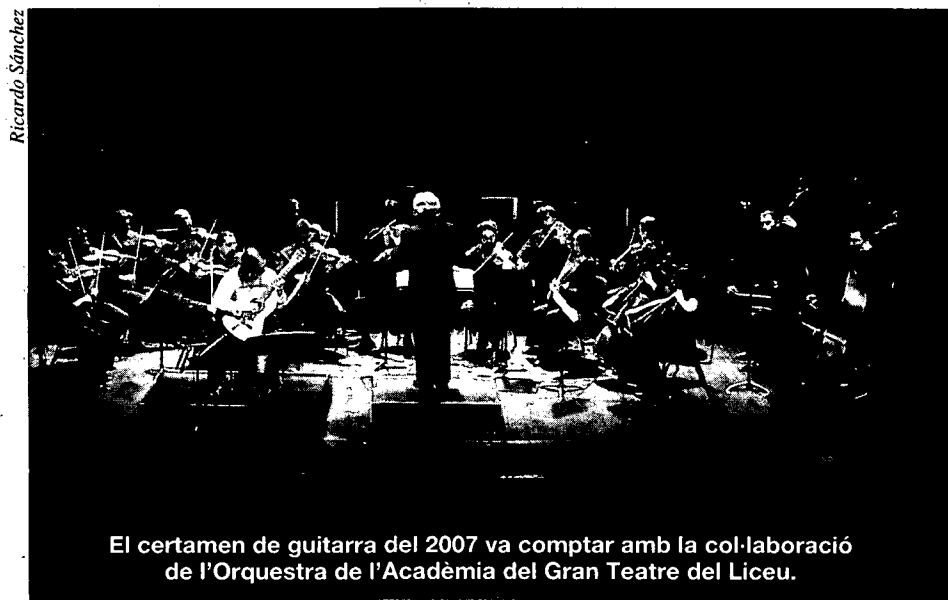 Ricardo Sánchez
El certamen de guitarra del 2007 va comptar amb la col·laboració
de l'Orquestra de l'Acadèmia del Gran Teatre del Liceu.